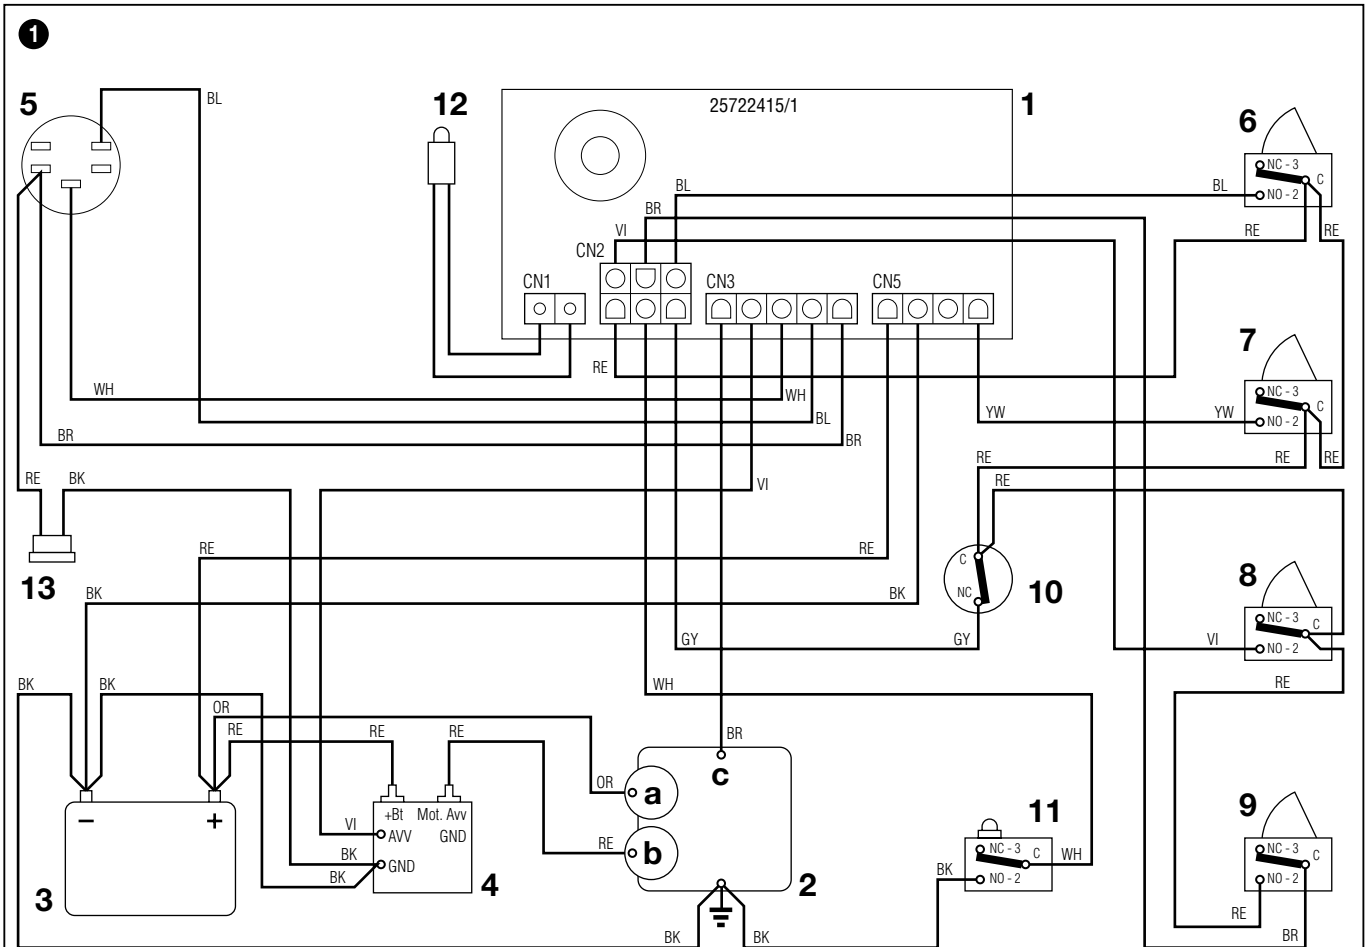 1
5
BL
12
25722415/1
1
6
NC - 3
C
NO - 2
BL
BL
BR
VI
RE
RE
CN2
CN1
CN3
CN5
7
NC - 3
C
NO - 2
RE
WH
WH
YW
YW
BL
BR
BR
RE
RE
RE
RE
BK
VI
RE
RE
RE
C
NC
10
13
BK
BK
8
NC - 3
C
NO - 2
GY
GY
VI
BK
BK
WH
RE
OR
RE
RE
RE
BR
c
OR
a
+Bt
Mot. Avv
AVV
GND
VI
RE
b
BK
GND
BK
–
+
3
4
2
11
NC - 3
C
WH
NO - 2
BK
9
NC - 3
C
NO - 2
RE
BR
BK
BK